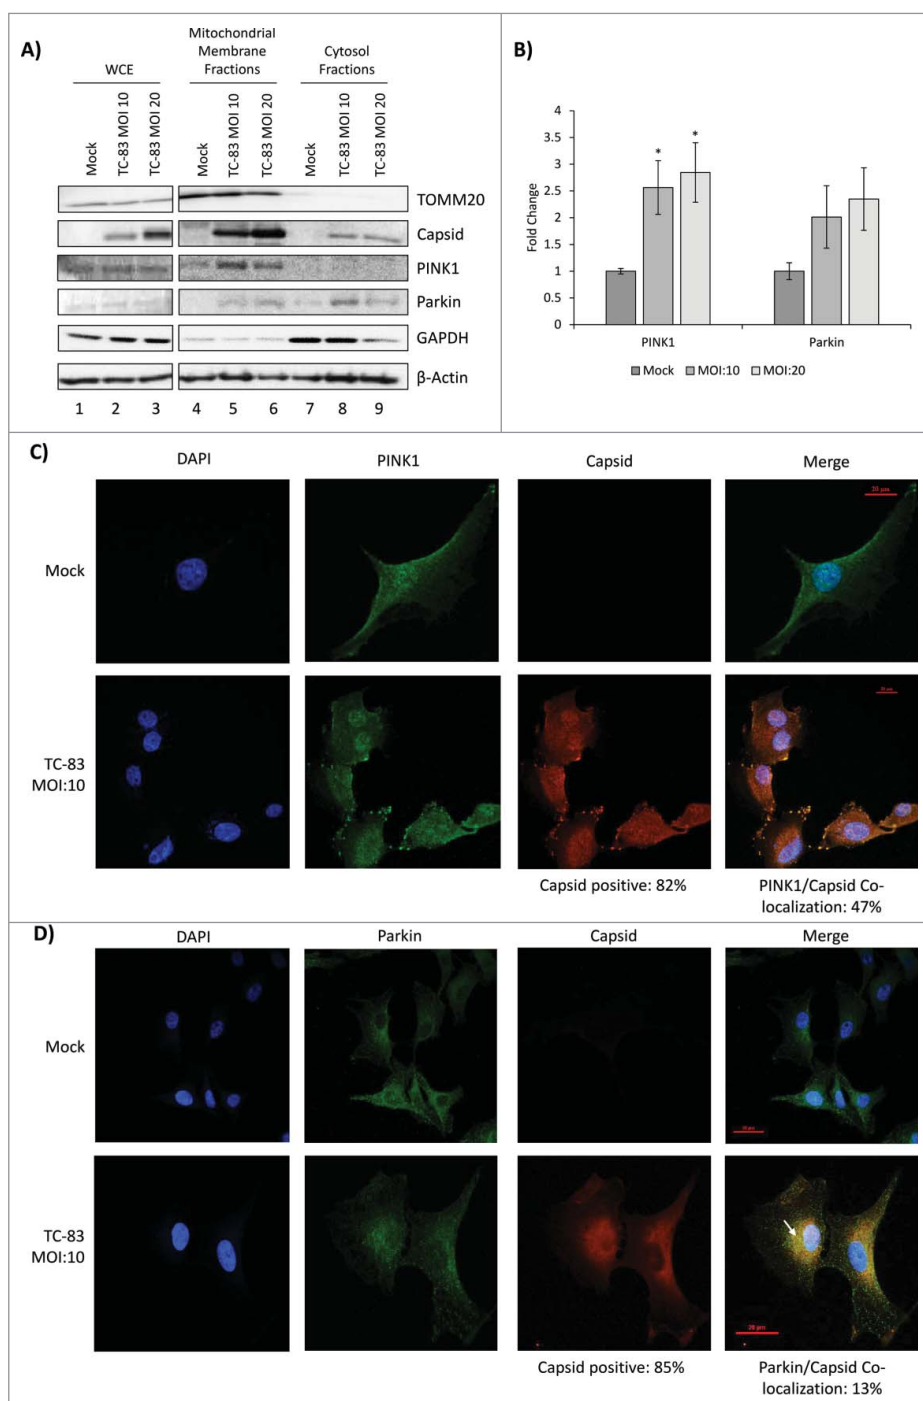 A)
WCE
Mitochondrial
Membrane
Fractions
Cytosol
Fractions
Mock
TC-83 MOI 10
TC-83 MOI 20
Mock
TC-83 MOI 10
TC-83 MOI 20
Mock
TC-83 MOI 10
TC-83 MOI 20
TOMM20
Capsid
PINK1
Parkin
GAPDH
β-Actin
1 2 3 4 5 6 7 8 9
B)
Fold Change
4
3.5
3
2.5
2
1.5
1
0.5
0
* *
PINK1 Parkin
Mock MOI:10 MOI:20
C)
DAPI PINK1 Capsid Merge
Mock
20 µm
TC-83
MOI:10
Capsid positive: 82%
PINK1/Capsid Co-
localization: 47%
D)
DAPI Parkin Capsid Merge
Mock
TC-83
MOI:10
20 µm
Capsid positive: 85%
Parkin/Capsid Co-
localization: 13%